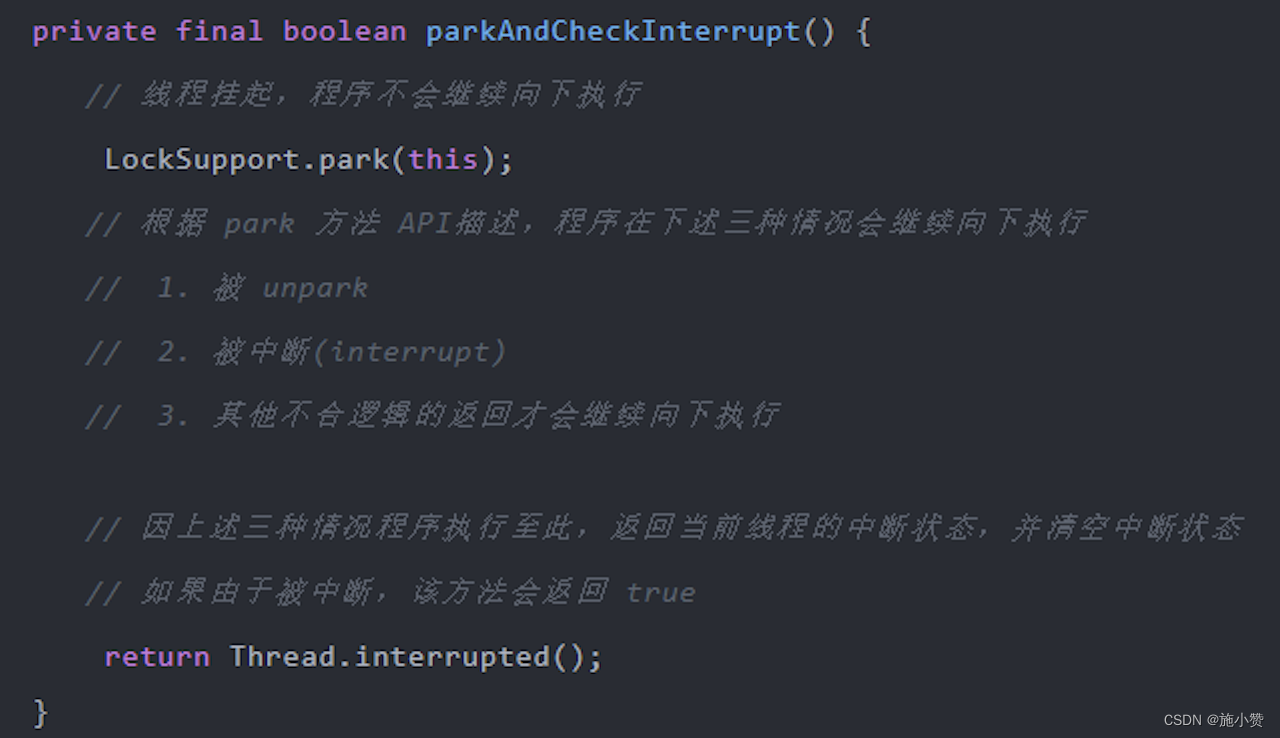 private final boolean parkAndCheckInterrupt() {
// 线程挂起，程序不会继续向下执行
LockSupport.park(this);
// 根据 park 方法 API描述，程序在下述三种情况会继续向下执行
// 1. 被 unpark
// 2. 被中断(interrupt)
// 3. 其他不合逻辑的返回才会继续向下执行
// 因上述三种情况程序执行至此，返回当前线程的中断状态，并清空中断状态
// 如果由于被中断，该方法会返回 true
return Thread.interrupted();
}
CSDN @施小赞